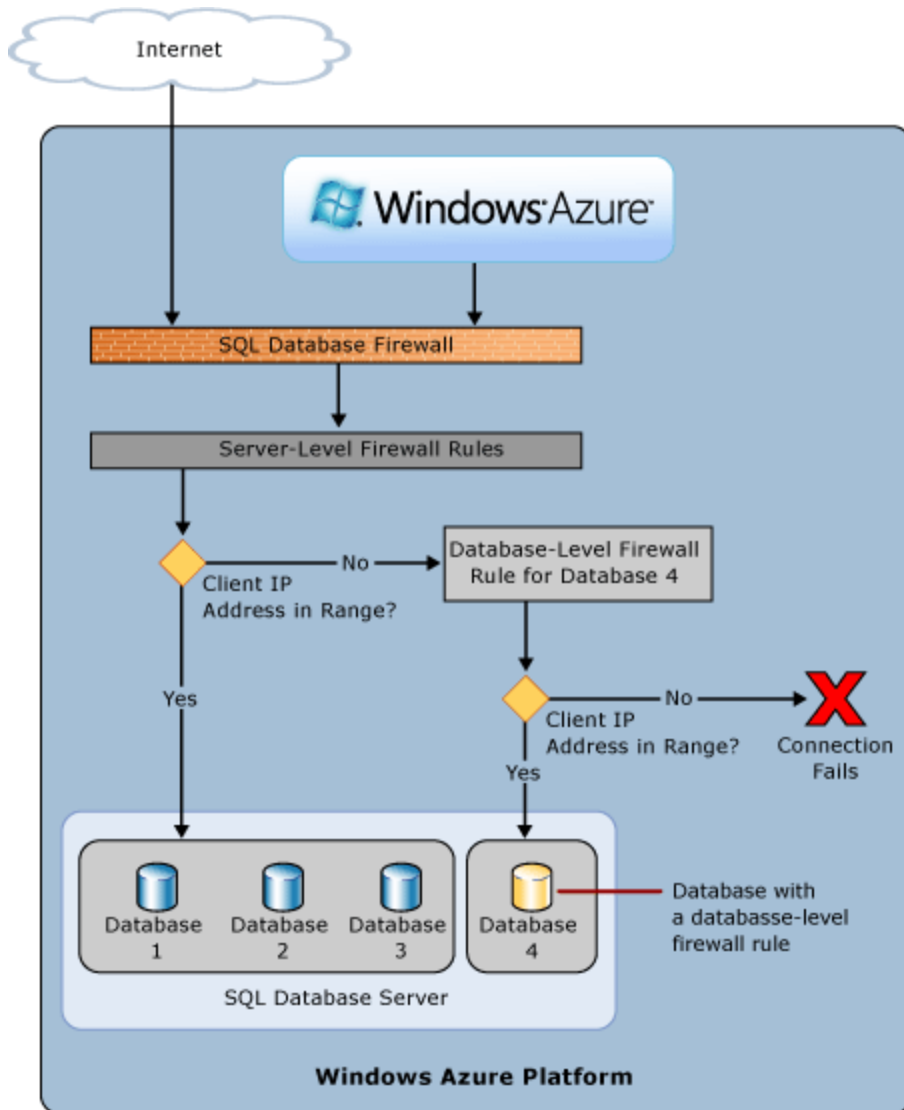 Internet
Windows Azure
SQL Database Firewall
Server-Level Firewall Rules
No
Database-Level Firewall
Rule for Database 4
Client IP
Address in Range?
Yes
No
Client IP
Address in Range?
Connection
Fails
Yes
Database
1
Database
2
Database
3
Database
4
Database with
a databasse-level
firewall rule
SQL Database Server
Windows Azure Platform